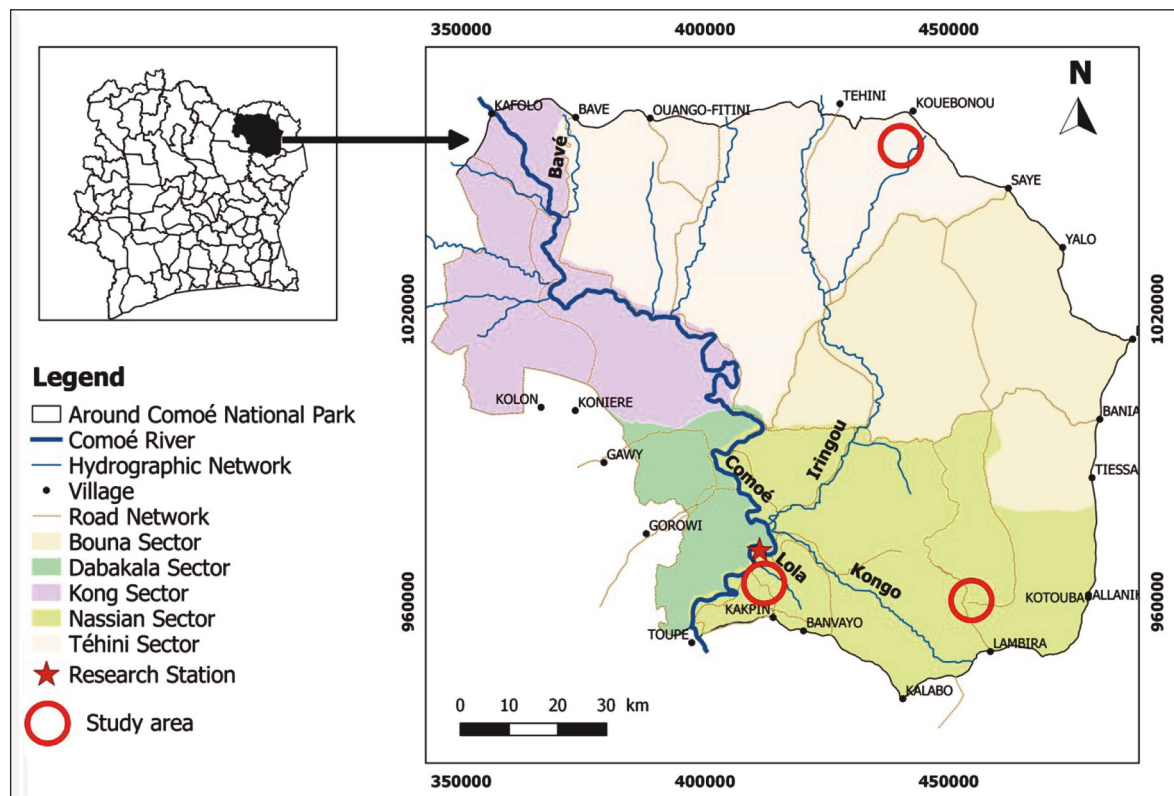 350000
400000
450000
N
KAFOLO
BAVE
OUANGO-FITINI
TEHINI
KOUEBONOU
Bavé
SAYE
YALO
1020000
1020000
Legend
Around Comoé National Park
Comoé River
Hydrographic Network
Village
Road Network
Bouna Sector
Dabakala Sector
Kong Sector
Nassian Sector
Téhini Sector
Research Station
Study area
KOLON
KONIERE
BANIA
GAWY
Comoé
Iringou
TIESSA
GOROWI
Lola
Kongo
960000
960000
KOTOUBA
ALLANIK
KAKPIN
BANVAYO
TOUPE
LAMBIRA
KALABO
0
10
20
30 km
350000
400000
450000